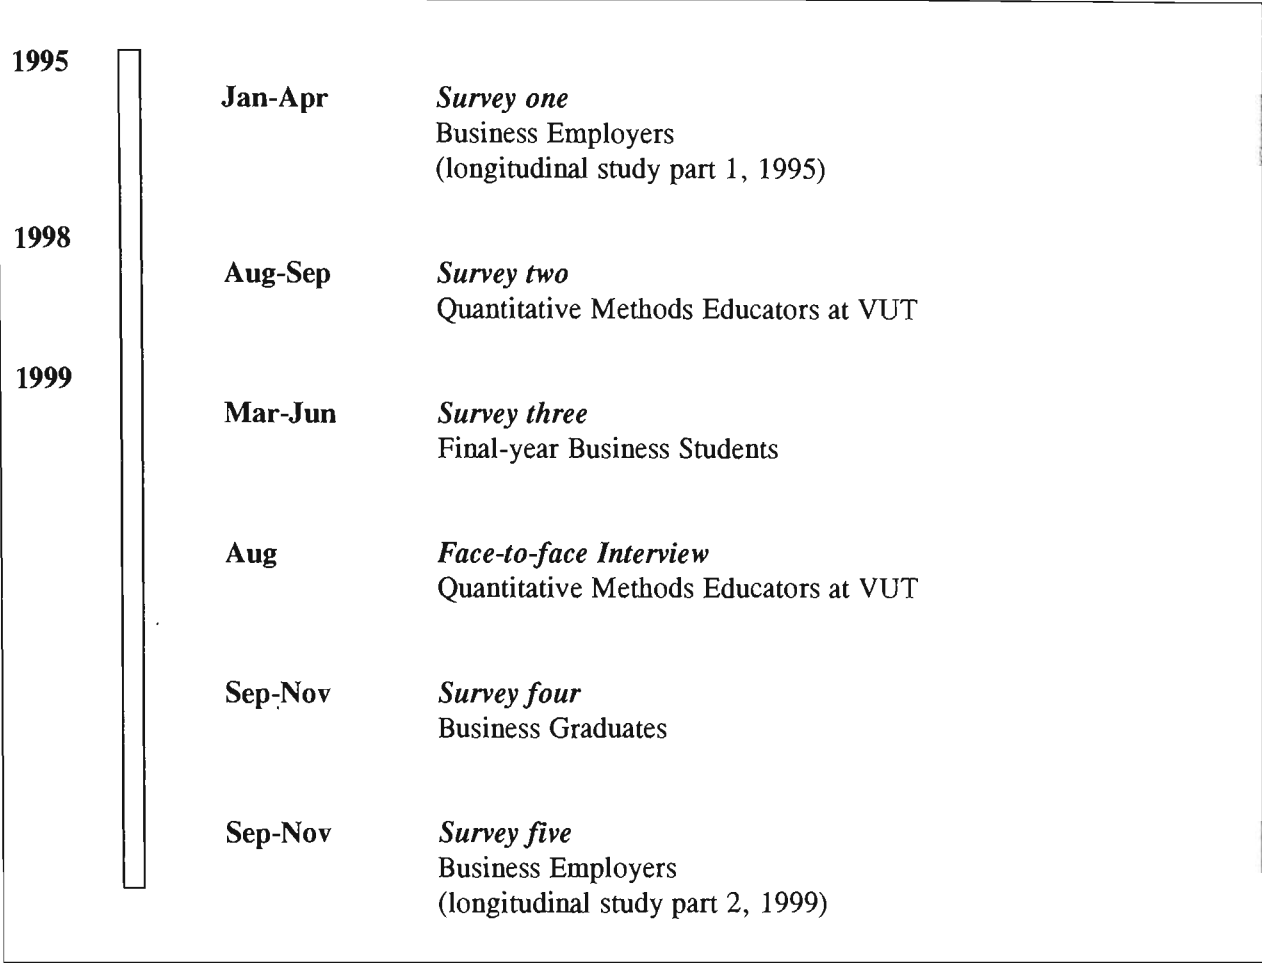 1995
Jan-Apr Survey one
Business Employers
(longitudinal study part 1, 1995)
1998
Aug-Sep Survey two
Quantitative Methods Educators at VUT
1999
Mar-Jun Survey three
Final-year Business Students
Aug Face-to-face Interview
Quantitative Methods Educators at VUT
Sep-Nov Survey four
Business Graduates
Sep-Nov Survey five
Business Employers
(longitudinal study part 2, 1999)